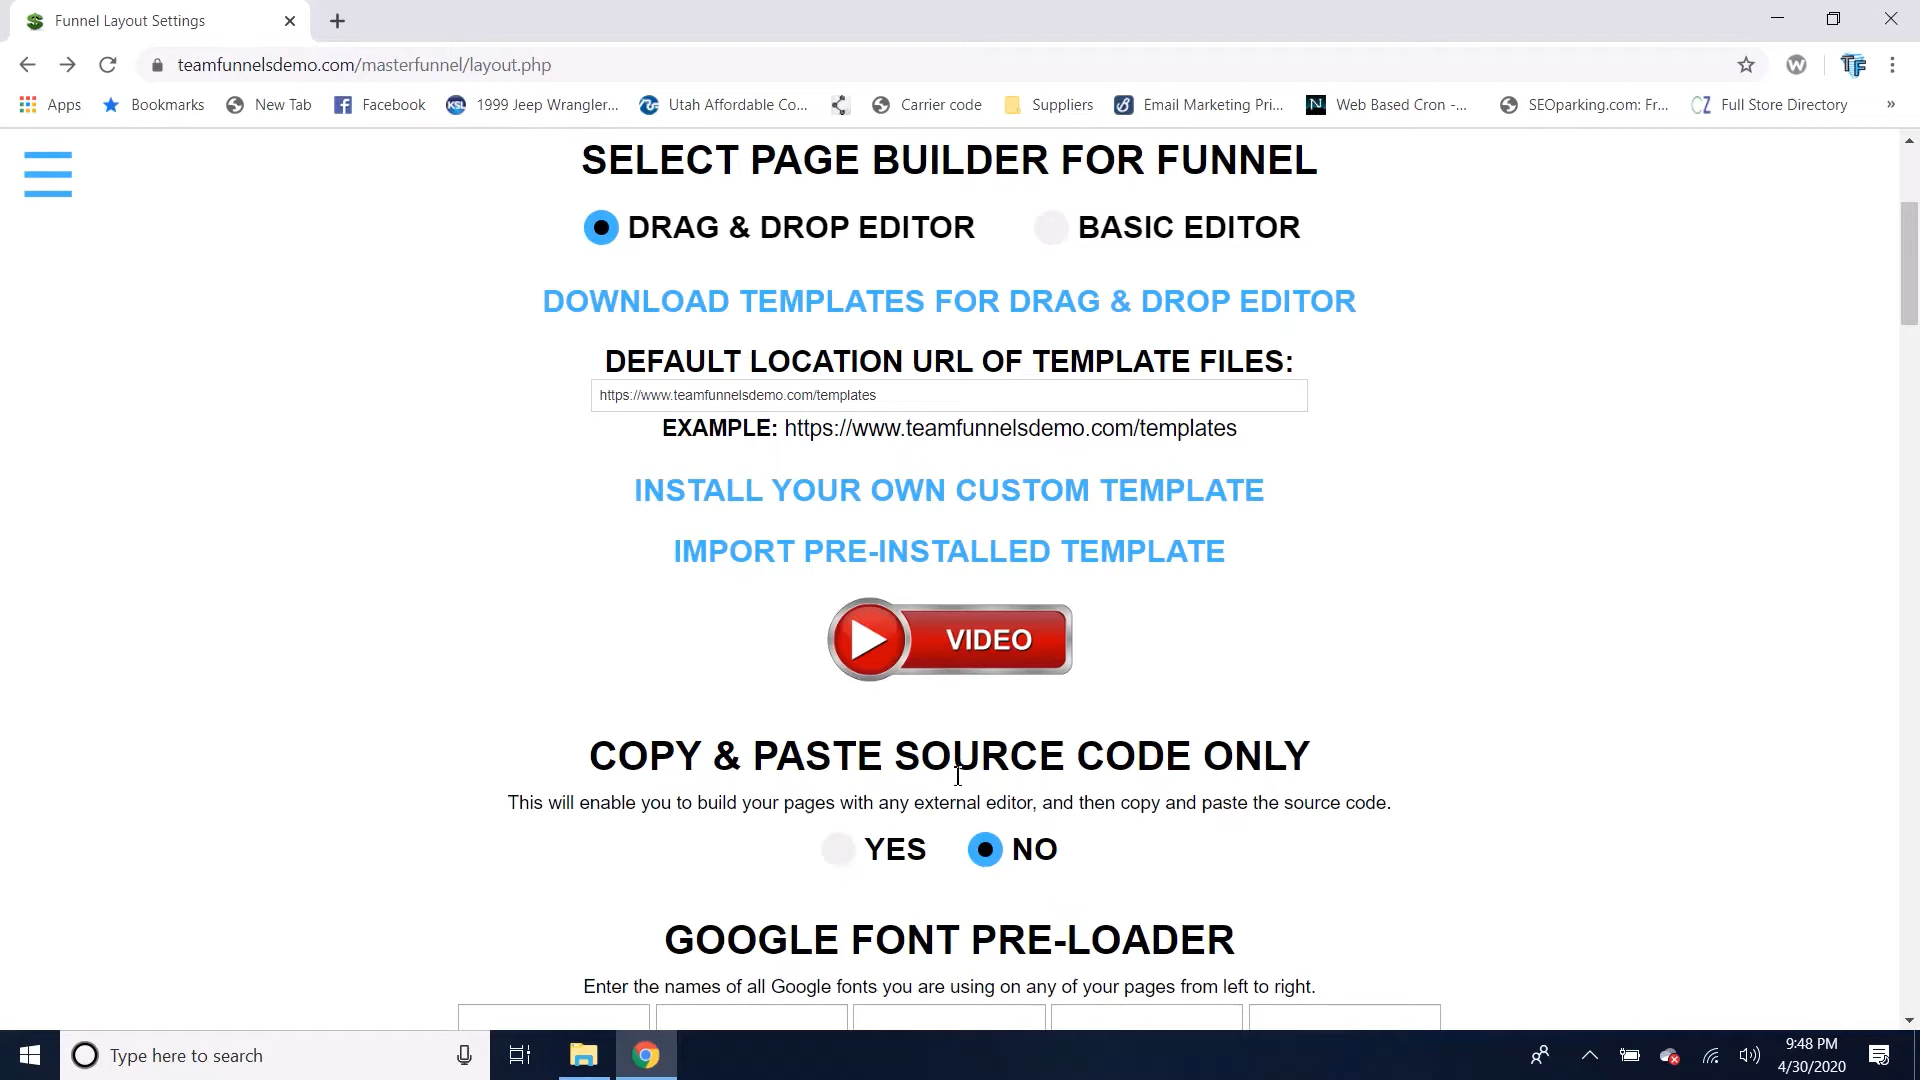 Funnel Layout Settings
teamfunnelsdemo.com/masterfunnel/layout.php
W
TF
Apps Bookmarks New Tab Facebook KSL 1999 Jeep Wrangler... Utah Affordable Co... Carrier code Suppliers Email Marketing Pri... N Web Based Cron -... SEOparking.com: Fr... CZ Full Store Directory »
SELECT PAGE BUILDER FOR FUNNEL
DRAG & DROP EDITOR BASIC EDITOR
DOWNLOAD TEMPLATES FOR DRAG & DROP EDITOR
DEFAULT LOCATION URL OF TEMPLATE FILES:
https://www.teamfunnelsdemo.com/templates
EXAMPLE: https://www.teamfunnelsdemo.com/templates
INSTALL YOUR OWN CUSTOM TEMPLATE
IMPORT PRE-INSTALLED TEMPLATE
VIDEO
COPY & PASTE SOURCE CODE ONLY
This will enable you to build your pages with any external editor, and then copy and paste the source code.
YES NO
GOOGLE FONT PRE-LOADER
Enter the names of all Google fonts you are using on any of your pages from left to right.
Type here to search
9:48 PM
4/30/2020